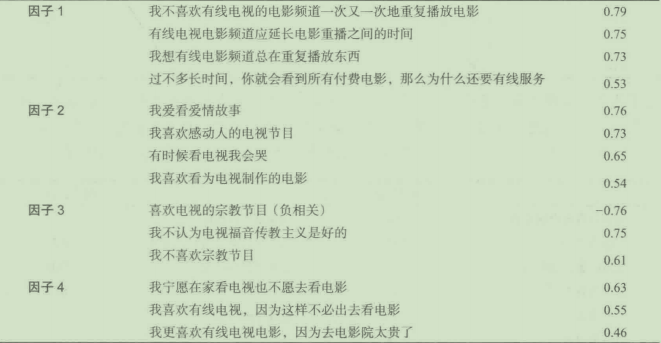 因子 1 我不喜欢有线电视的电影频道一次又一次地重复播放电影 0.79
有线电视电影频道应延长电影重播之间的时间 0.75
我想有线电影频道总在重复播放东西 0.73
过不多长时间，你就会看到所有付费电影，那么为什么还要有线服务 0.53
因子 2 我爱看爱情故事 0.76
我喜欢感动人的电视节目 0.73
有时候看电视我会哭 0.65
我喜欢看为电视制作的电影 0.54
因子 3 喜欢电视的宗教节目（负相关） −0.76
我不认为电视福音传教主义是好的 0.75
我不喜欢宗教节目 0.61
因子 4 我宁愿在家看电视也不愿去看电影 0.63
我喜欢有线电视，因为这样不必出去看电影 0.55
我更喜欢有线电视电影，因为去电影院太贵了 0.46